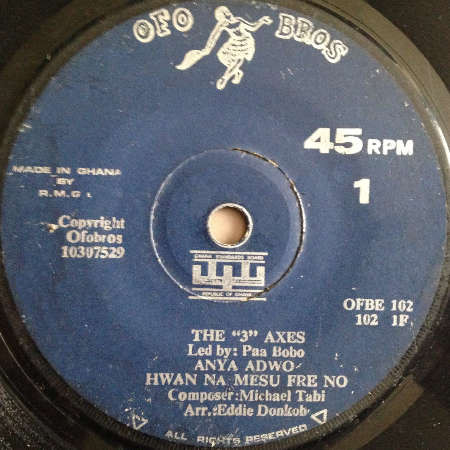 OFO BROS
45 RPM
1
MADE IN GHANA
BY
R.M.G.
Copyright
Ofobros
10307529
GHANA STANDARDS BOARD
REPUBLIC OF GHANA
OFBE 102
102 1F
THE "3" AXES
Led by: Paa Bobo
ANYA ADWO
HWAN NA MESU FRE NO
Composer:Michael Tabi
Arr.:Eddie Donkoh
ALL RIGHTS RESERVED